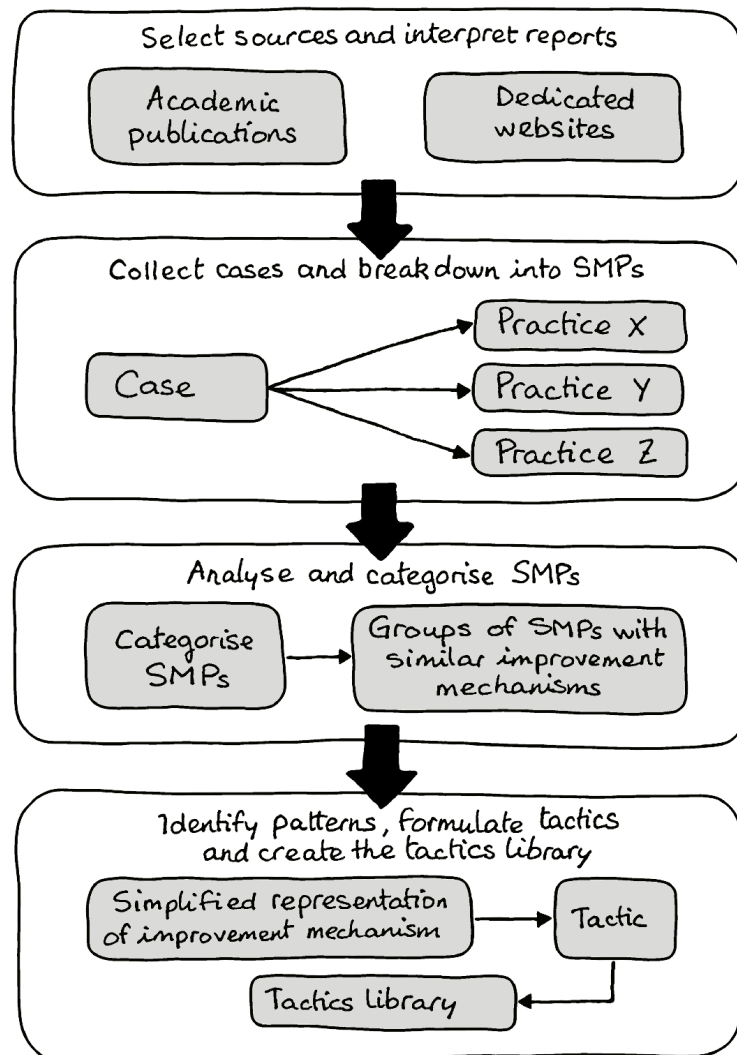 Select sources and interpret reports
Academic
publications
Dedicated
websites
Collect cases and breakdown into SMPs
Case
Practice X
Practice Y
Practice Z
Analyse and categorise SMPs
Categorise
SMPs
Groups of SMPs with
similar improvement
mechanisms
Identify patterns, formulate tactics
and create the tactics library
Simplified representation
of improvement mechanism
Tactic
Tactics Library